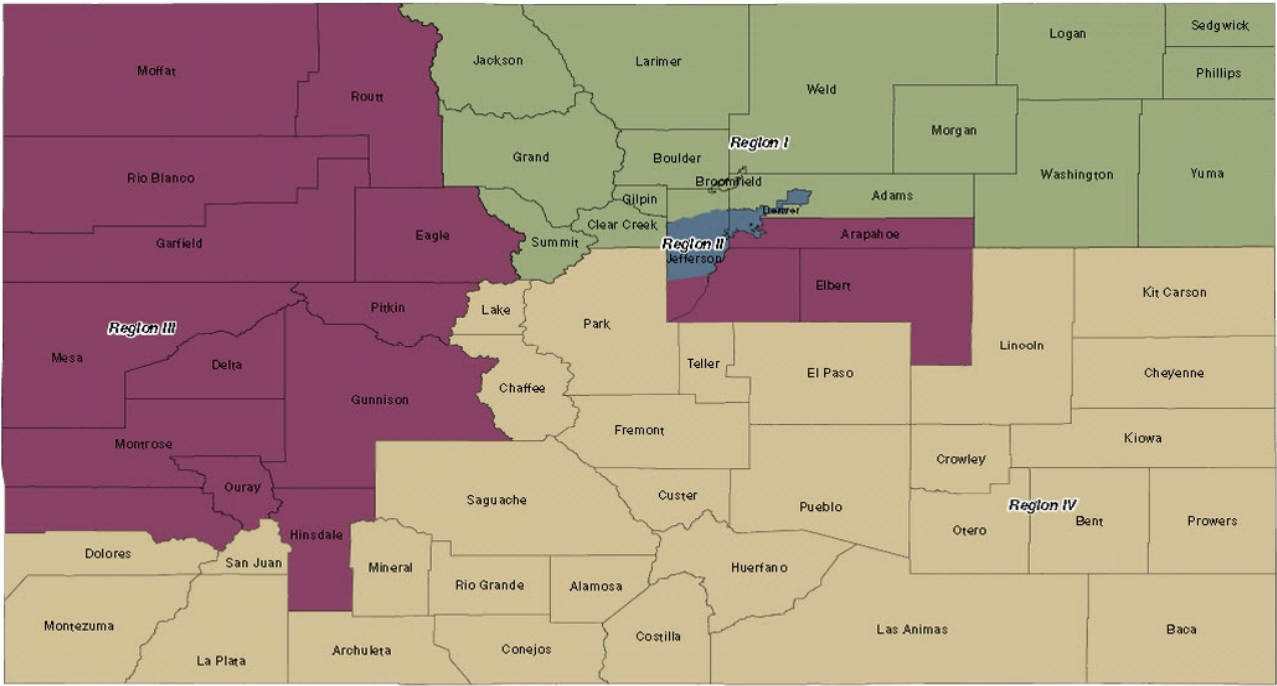 Sedgwick
Logan
Jackson
Larimer
Moffat
Phillips
Weld
Routt
Morgan
Region I
Grand
Boulder
Washington
Yuma
Rio Blanco
Broomfield
Gilpin
Adams
Denver
Clear Creek
Eagle
Arapahoe
Garfield
Summit
Region II
Jefferson
Elbert
Kit Carson
Pitkin
Lake
Park
Region III
Lincoln
Mesa
Delta
Teller
El Paso
Cheyenne
Chaffee
Gunnison
Fremont
Kiowa
Montrose
Crowley
Ouray
Saguache
Custer
Pueblo
Region IV
Otero
Bent
Prowers
Hinsdale
Dolores
San Juan
Mineral
Huerfano
Rio Grande
Alamosa
Montezuma
Costilla
Las Animas
Baca
Archuleta
Conejos
La Plata